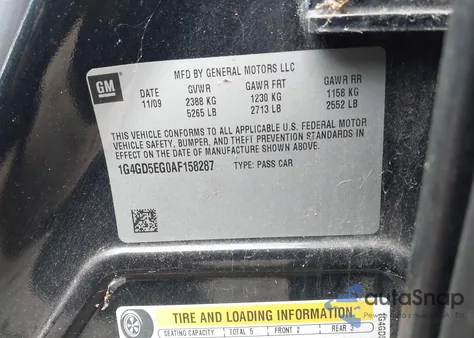 GM
MFD BY GENERAL MOTORS LLC
DATE GVWR GAWR FRT GAWR RR
11/09 2388 KG 1230 KG 1158 KG
5265 LB 2713 LB 2552 LB
THIS VEHICLE CONFORMS TO ALL APPLICABLE U.S. FEDERAL MOTOR
VEHICLE SAFETY, BUMPER, AND THEFT PREVENTION STANDARDS IN
EFFECT ON THE DATE OF MANUFACTURE SHOWN ABOVE.
1G4GD5EG0AF158287 TYPE: PASS CAR
TIRE AND LOADING INFORMATION
SEATING CAPACITY TOTAL 5 FRONT 2 REAR 3
autoSnap